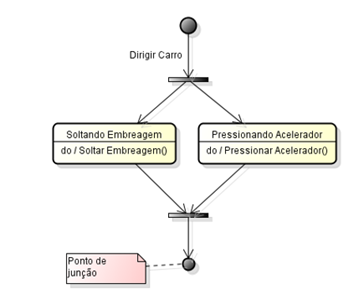 Dirigir Carro
Soltando Embreagem
do / Soltar Embreagem()
Pressionando Acelerador
do / Pressionar Acelerador()
Ponto de
junção